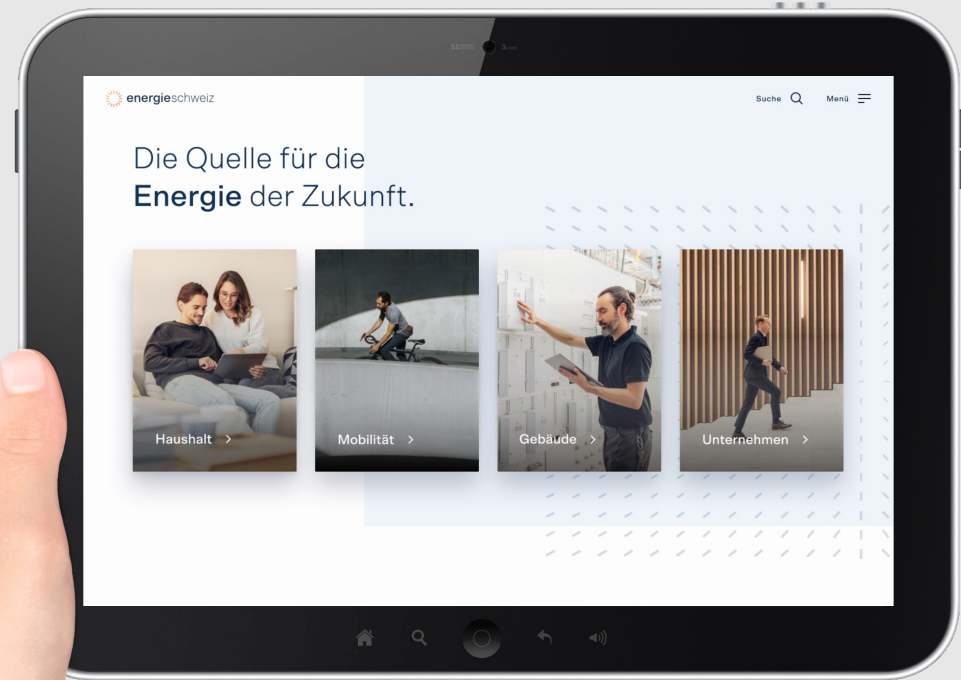 energieschweiz
Suche
Menü
Die Quelle für die
Energie der Zukunft.
Haushalt
Mobilität
Gebäude
Unternehmen